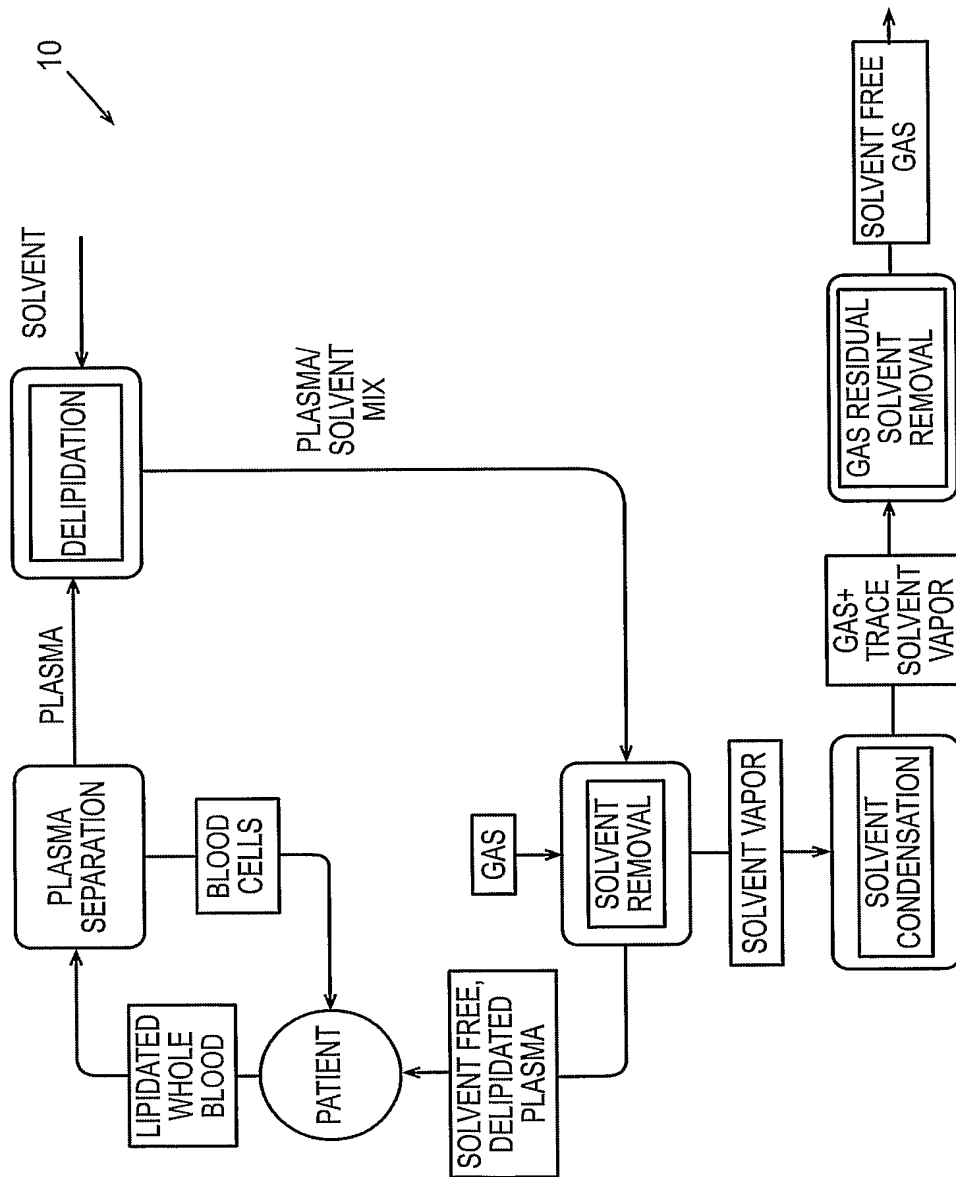 10
SOLVENT
DELIPIDATION
PLASMA
PLASMA/
SOLVENT
MIX
PLASMA
SEPARATION
BLOOD
CELLS
LIPIDATED
WHOLE
BLOOD
PATIENT
SOLVENT FREE,
DELIPIDATED
PLASMA
GAS
SOLVENT
REMOVAL
SOLVENT VAPOR
SOLVENT
CONDENSATION
GAS+
TRACE
SOLVENT
VAPOR
GAS RESIDUAL
SOLVENT
REMOVAL
SOLVENT FREE
GAS